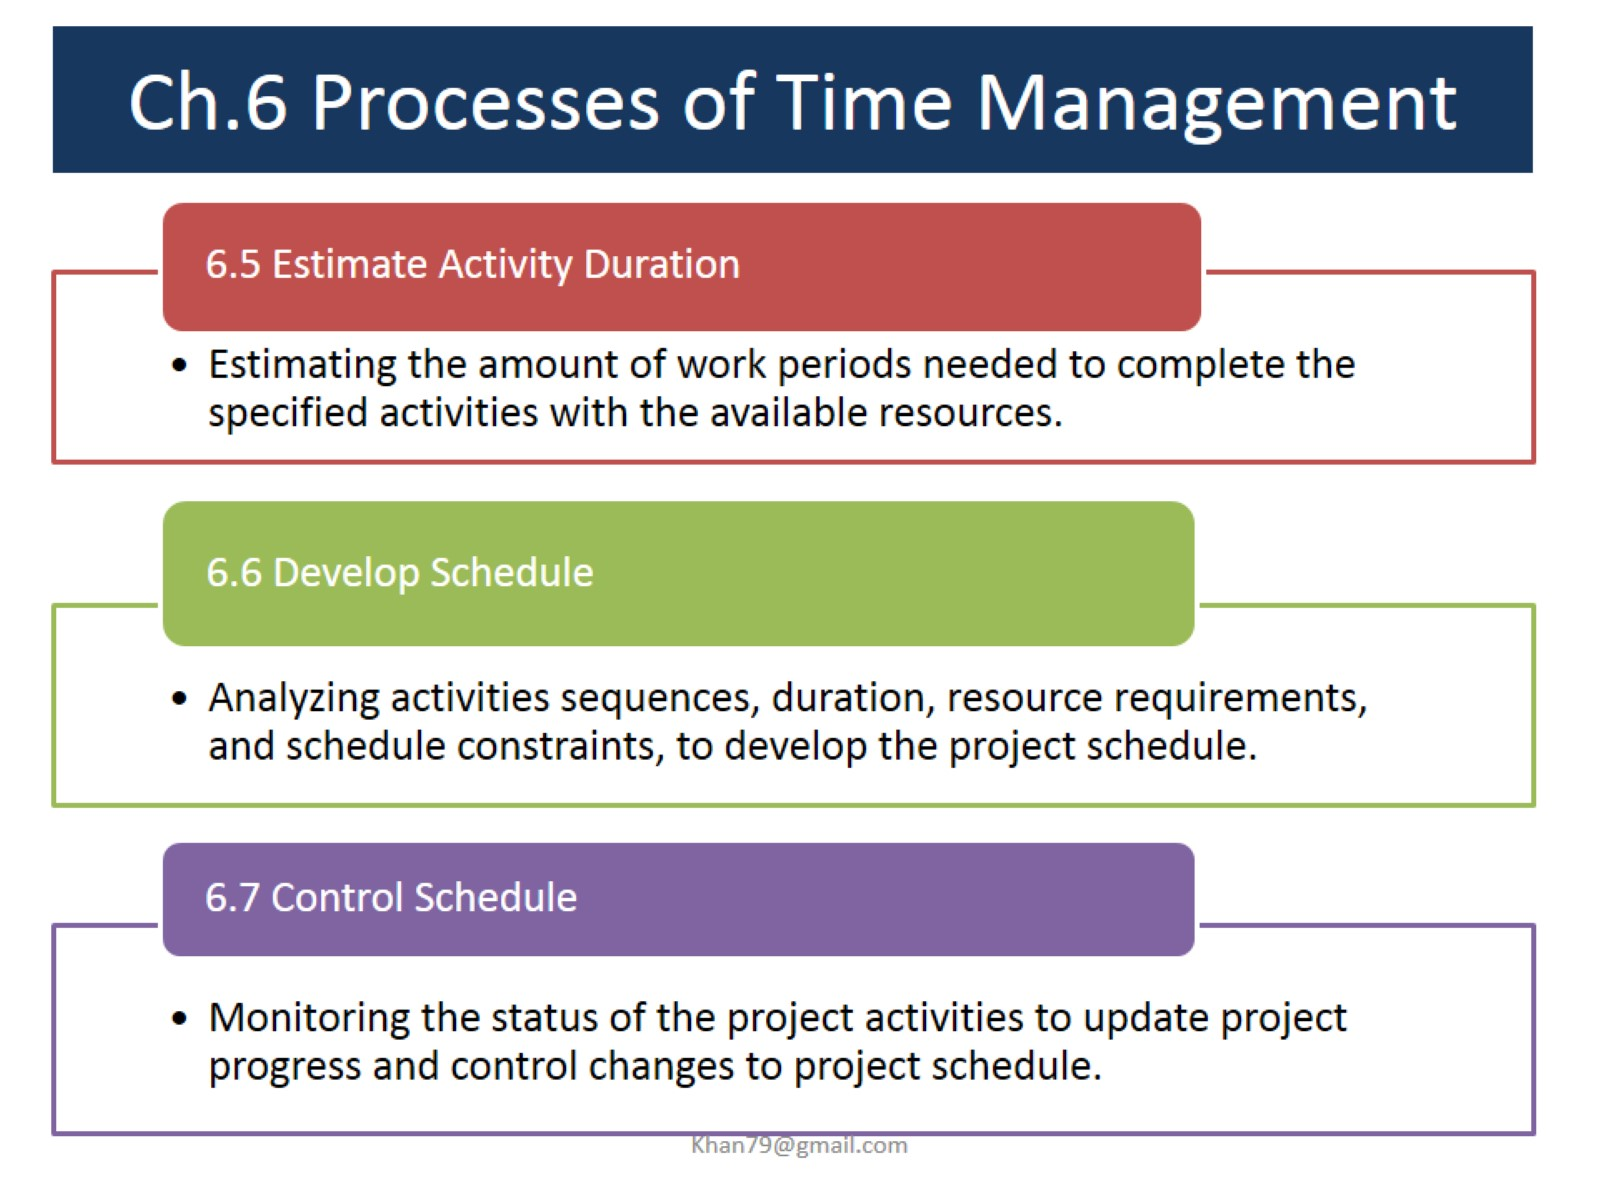 Ch.6 Processes of Time Management
6.5 Estimate Activity Duration
• Estimating the amount of work periods needed to complete the
specified activities with the available resources.
6.6 Develop Schedule
• Analyzing activities sequences, duration, resource requirements,
and schedule constraints, to develop the project schedule.
6.7 Control Schedule
• Monitoring the status of the project activities to update project
progress and control changes to project schedule.
Khan79@gmail.com